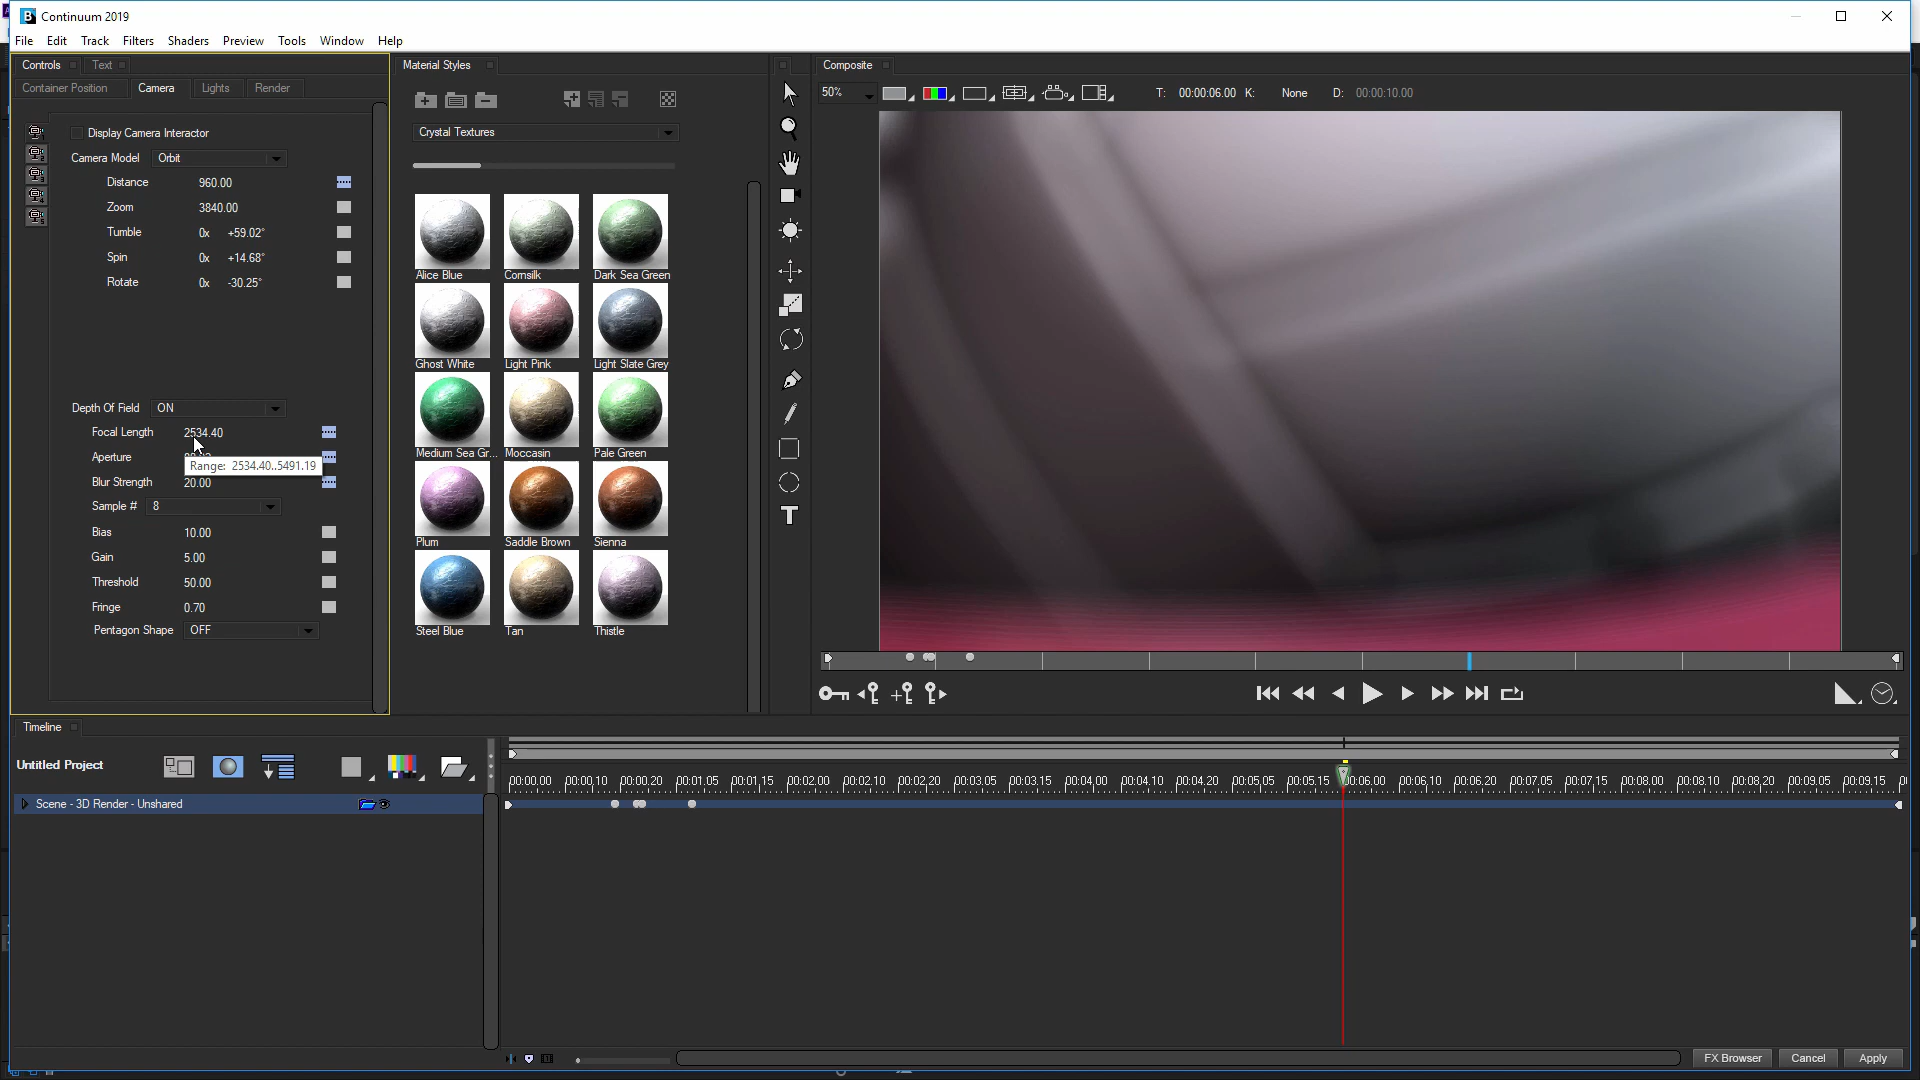 Continuum 2019
File Edit Track Filters Shaders Preview Tools Window Help
Controls Text Material Styles Composite
Container Position Camera Lights Render
50% T: 00:00:06.00 K: None D: 00:00:10.00
Display Camera Interactor
Camera Model Orbit
Distance 960.00
Zoom 3840.00
Tumble 0x +59.02°
Spin 0x +14.68°
Rotate 0x -30.25°
Depth Of Field ON
Focal Length 2534.40
Aperture
Range: 2534.40..5491.19
Blur Strength 20.00
Sample # 8
Bias 10.00
Gain 5.00
Threshold 50.00
Fringe 0.70
Pentagon Shape OFF
Crystal Textures
Alice Blue Cornsilk Dark Sea Green
Ghost White Light Pink Light Slate Grey
Medium Sea Gr... Moccasin Pale Green
Plum Saddle Brown Sienna
Steel Blue Tan Thistle
Timeline
Untitled Project
00:00.00 00:00.10 00:00.20 00:01.05 00:01.15 00:02.00 00:02.10 00:02.20 00:03.05 00:03.15 00:04.00 00:04.10 00:04.20 00:05.05 00:05.15 00:06.00 00:06.10 00:06.20 00:07.05 00:07.15 00:08.00 00:08.10 00:08.20 00:09.05 00:09.15
Scene - 3D Render - Unshared
FX Browser Cancel Apply